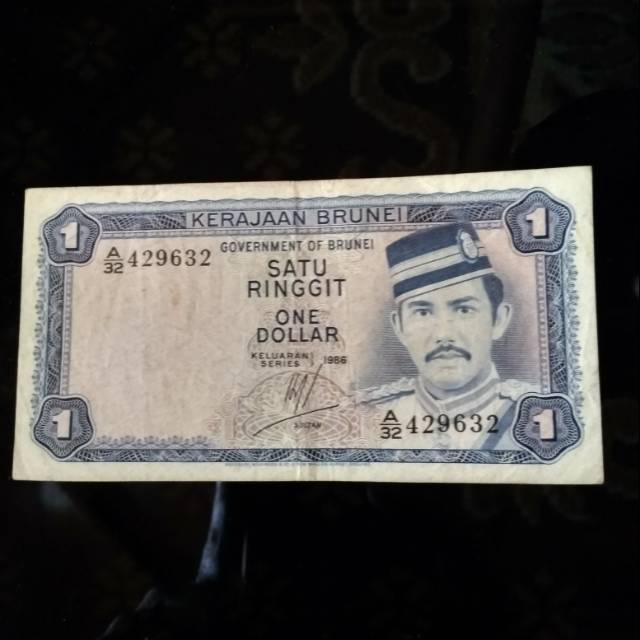 KERAJAAN BRUNEI
1
1
A/32 429632
GOVERNMENT OF BRUNEI
SATU
RINGGIT
ONE
DOLLAR
KELUARAN
SERIES 1986
SULTAN
A/32 429632
1
1